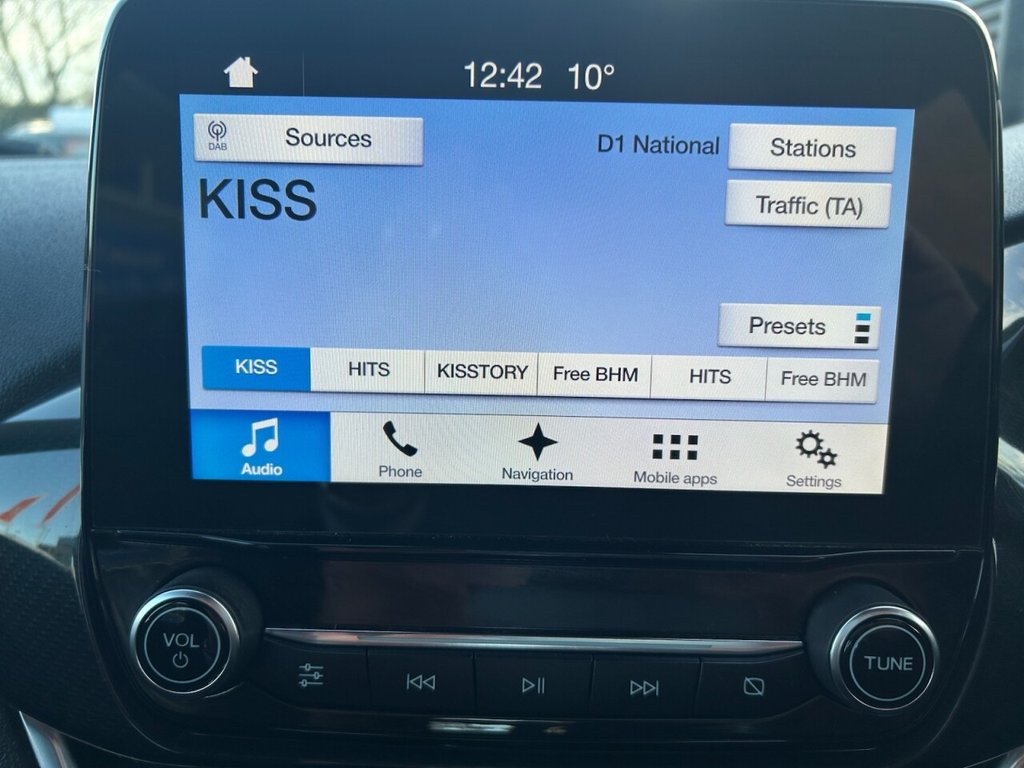 12:42 10°
DAB Sources
D1 National
Stations
KISS
Traffic (TA)
Presets
KISS HITS KISSTORY Free BHM HITS Free BHM
Audio Phone Navigation Mobile apps Settings
VOL
TUNE